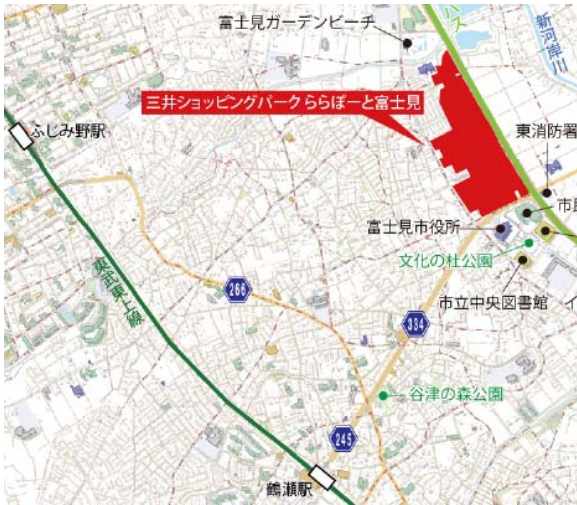 富士見ガーデンビーチ
パス
新河岸川
三井ショッピングパーク ららぽーと富士見
ふじみ野駅
東消防署
市
富士見市役所
文化の杜公園
市立中央図書館
イ
266
東武東上線
334
谷津の森公園
245
鶴瀬駅